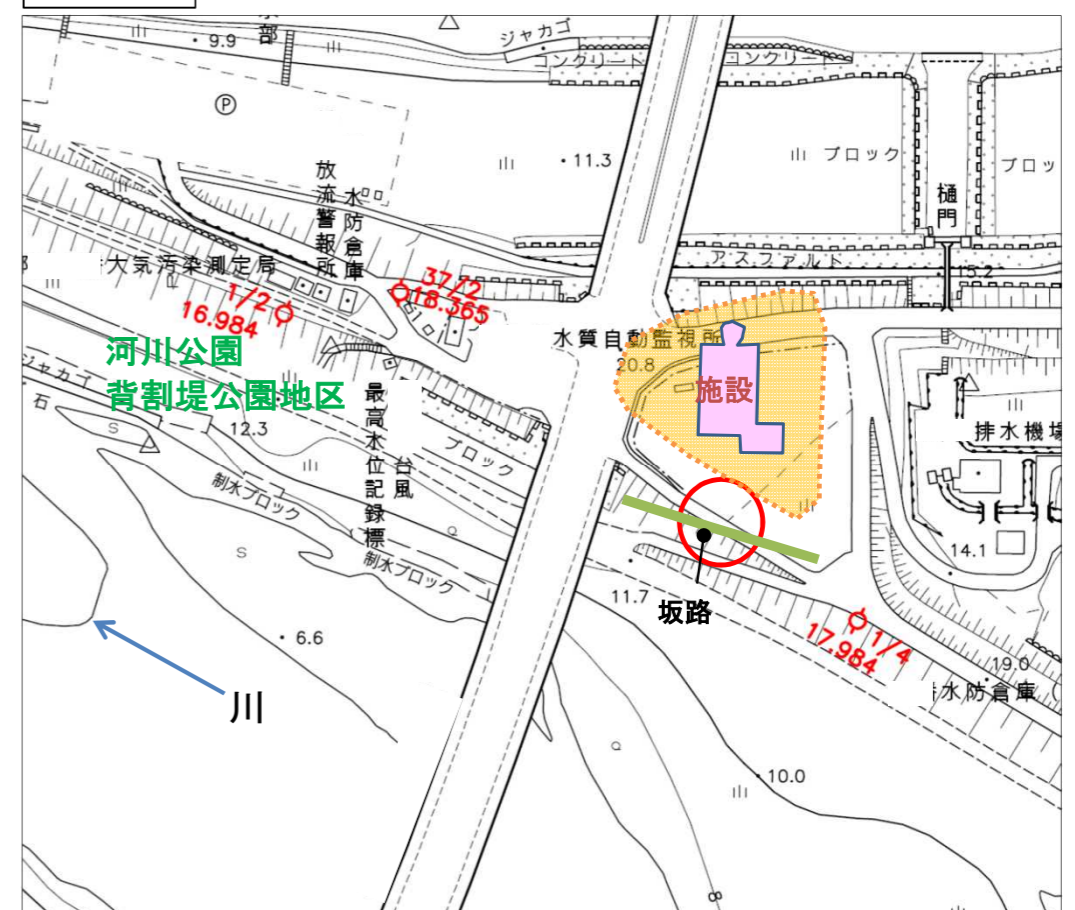 部
・9.9
ジャカゴ
コンクリート
コンクリート
P
・11.3
ブロック
ブロッ
放流警報所
水防倉庫
樋門
アスファルト
15.2
大気汚染測定局
37/2
18.365
1/2
16.984
水質自動監視所
20.8
河川公園
背割堤公園地区
施設
ジャカゴ
石
S
12.3
最高水位記録標
台風
ブロック
排水機場
制水ブロック
S
Q
制水ブロック
14.1
11.7
坂路
1/4
17.984
・6.6
19.0
水防倉庫
川
Q
10.0